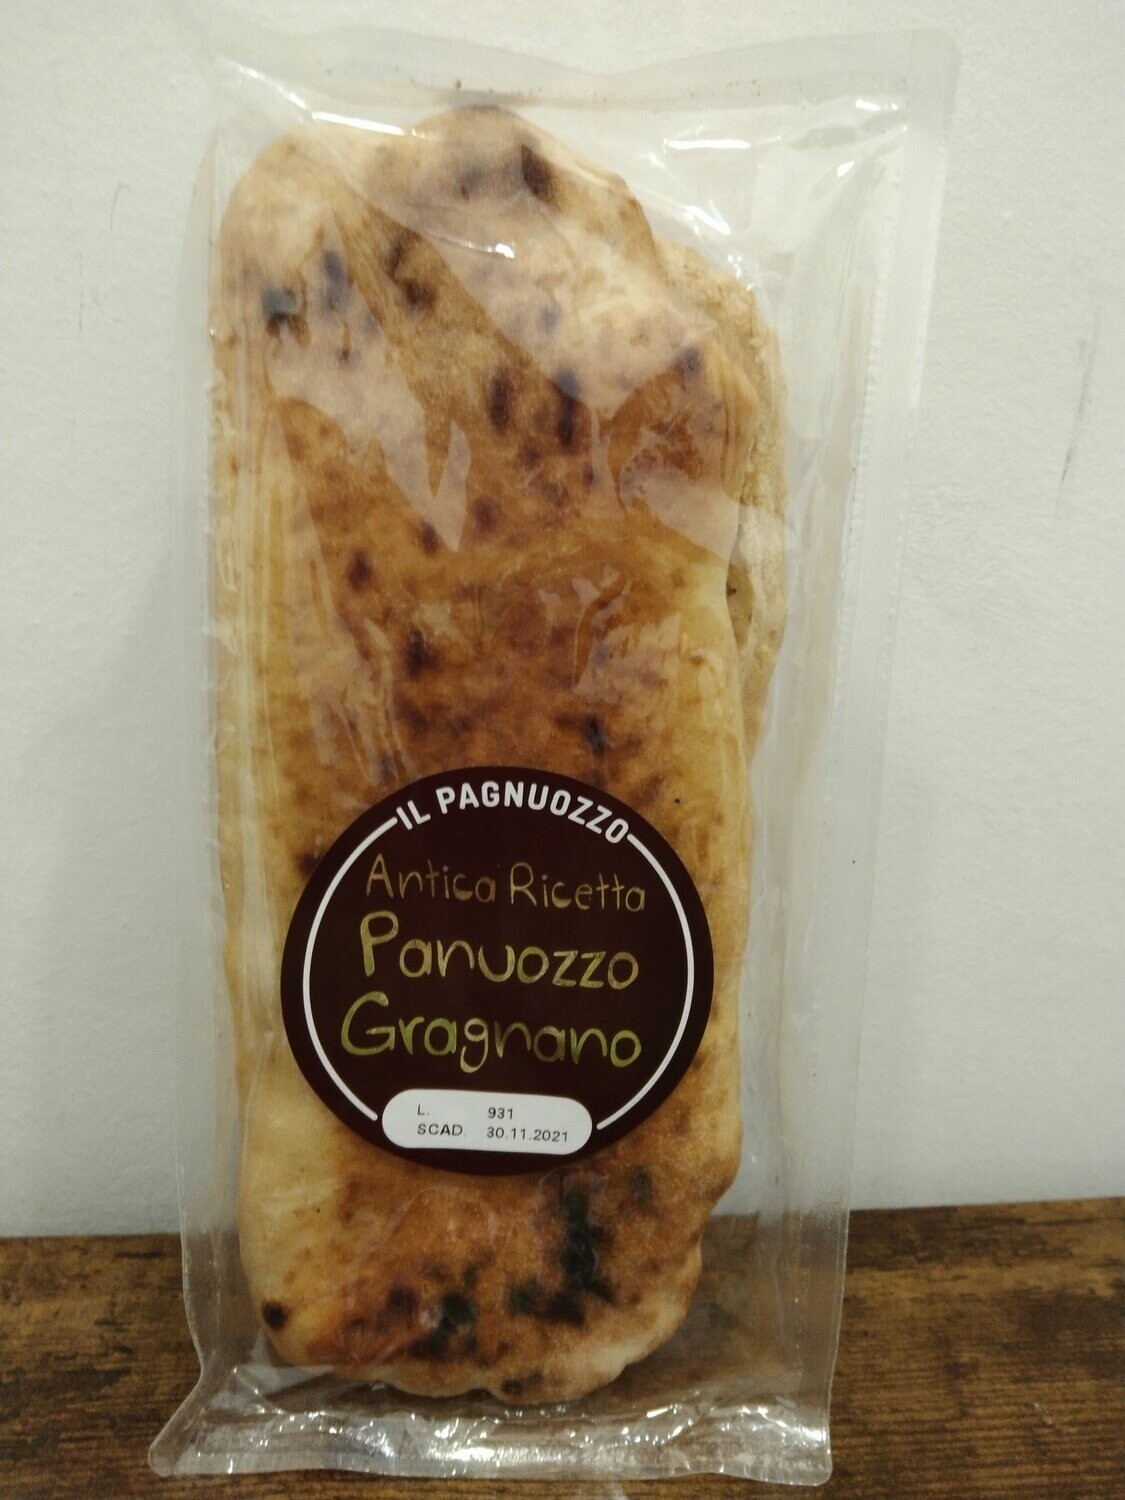 IL PAGNUOZZO
Antica Ricetta
Panuozzo
Gragnano
L. 931
SCAD. 30.11.2021